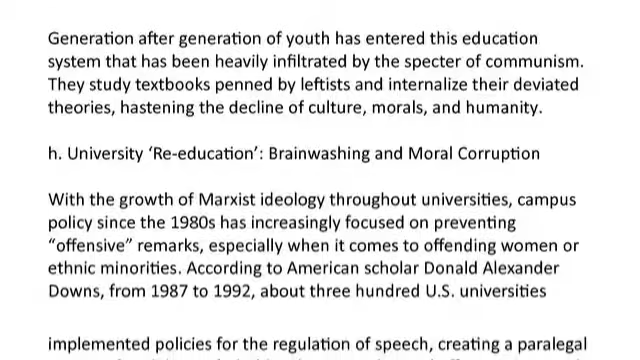 Generation after generation of youth has entered this education
system that has been heavily infiltrated by the specter of communism.
They study textbooks penned by leftists and internalize their deviated
theories, hastening the decline of culture, morals, and humanity.
h. University ‘Re-education’: Brainwashing and Moral Corruption
With the growth of Marxist ideology throughout universities, campus
policy since the 1980s has increasingly focused on preventing
“offensive” remarks, especially when it comes to offending women or
ethnic minorities. According to American scholar Donald Alexander
Downs, from 1987 to 1992, about three hundred U.S. universities
implemented policies for the regulation of speech, creating a paralegal